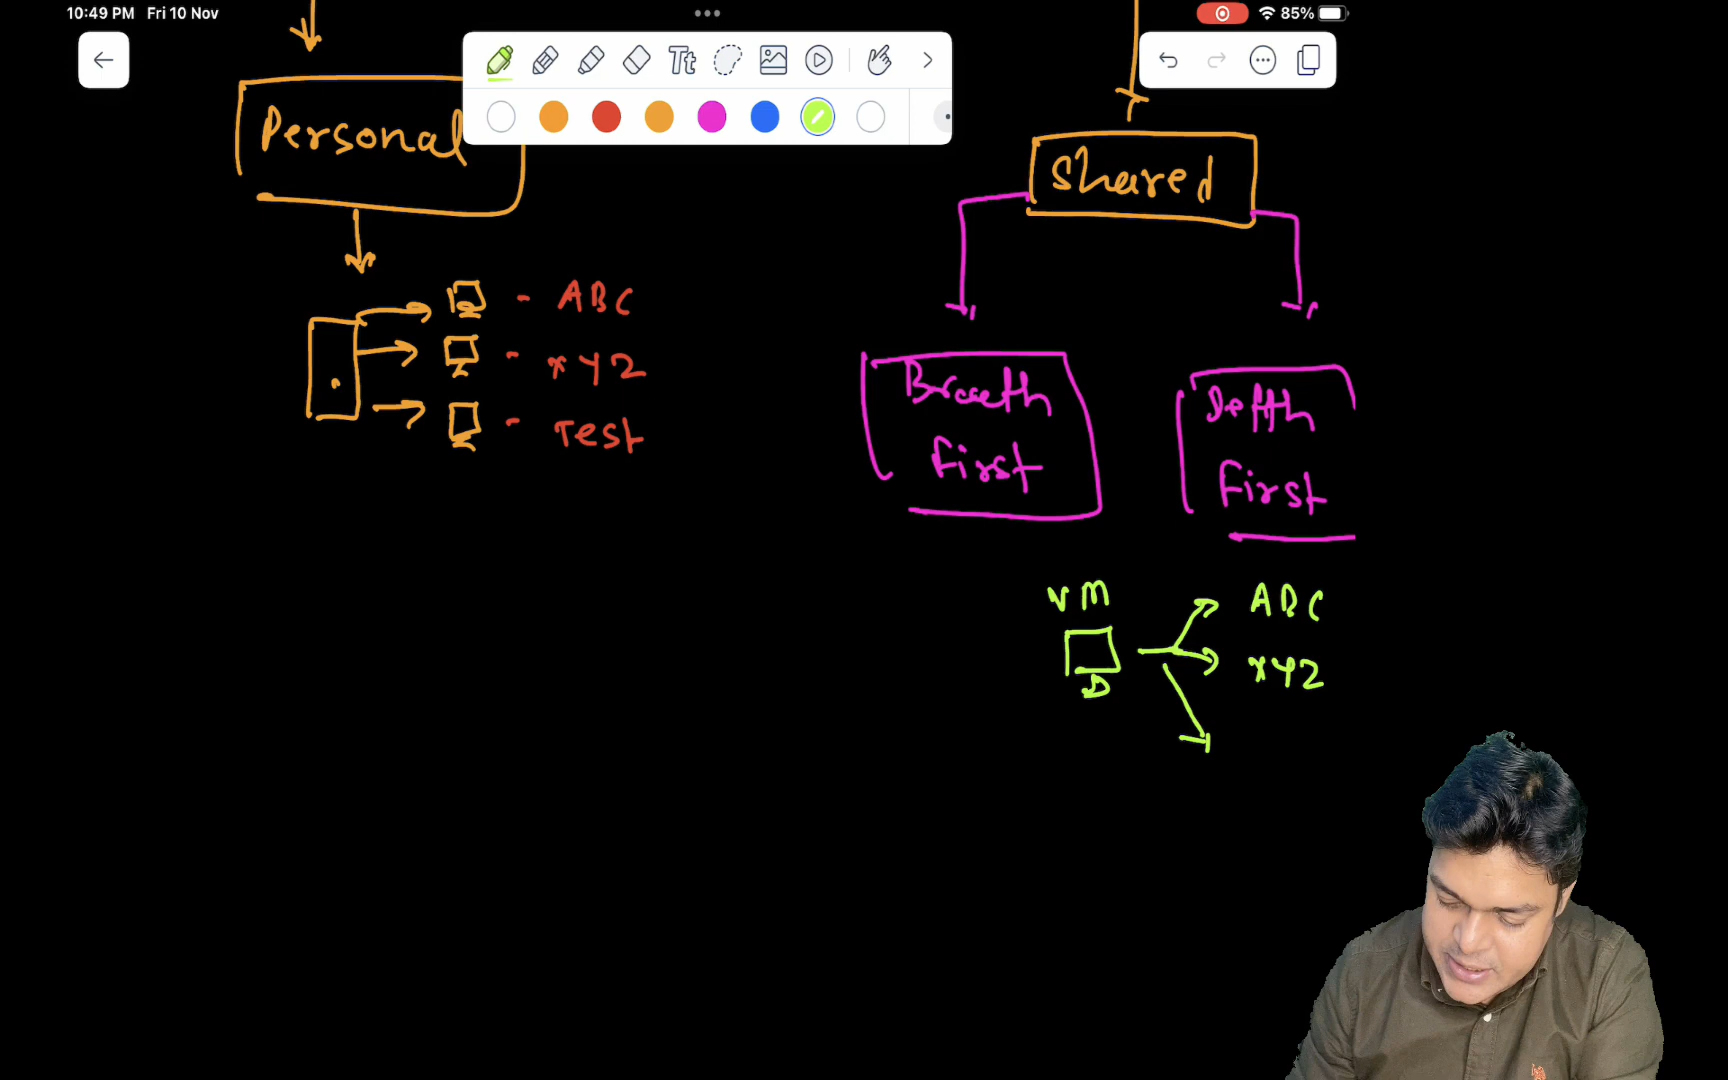 10:49 PM Fri 10 Nov
85%
Tt
Personal
Shared
- ABC
- XYZ
- Test
Breath
First
Depth
First
VM
ABC
XYZ